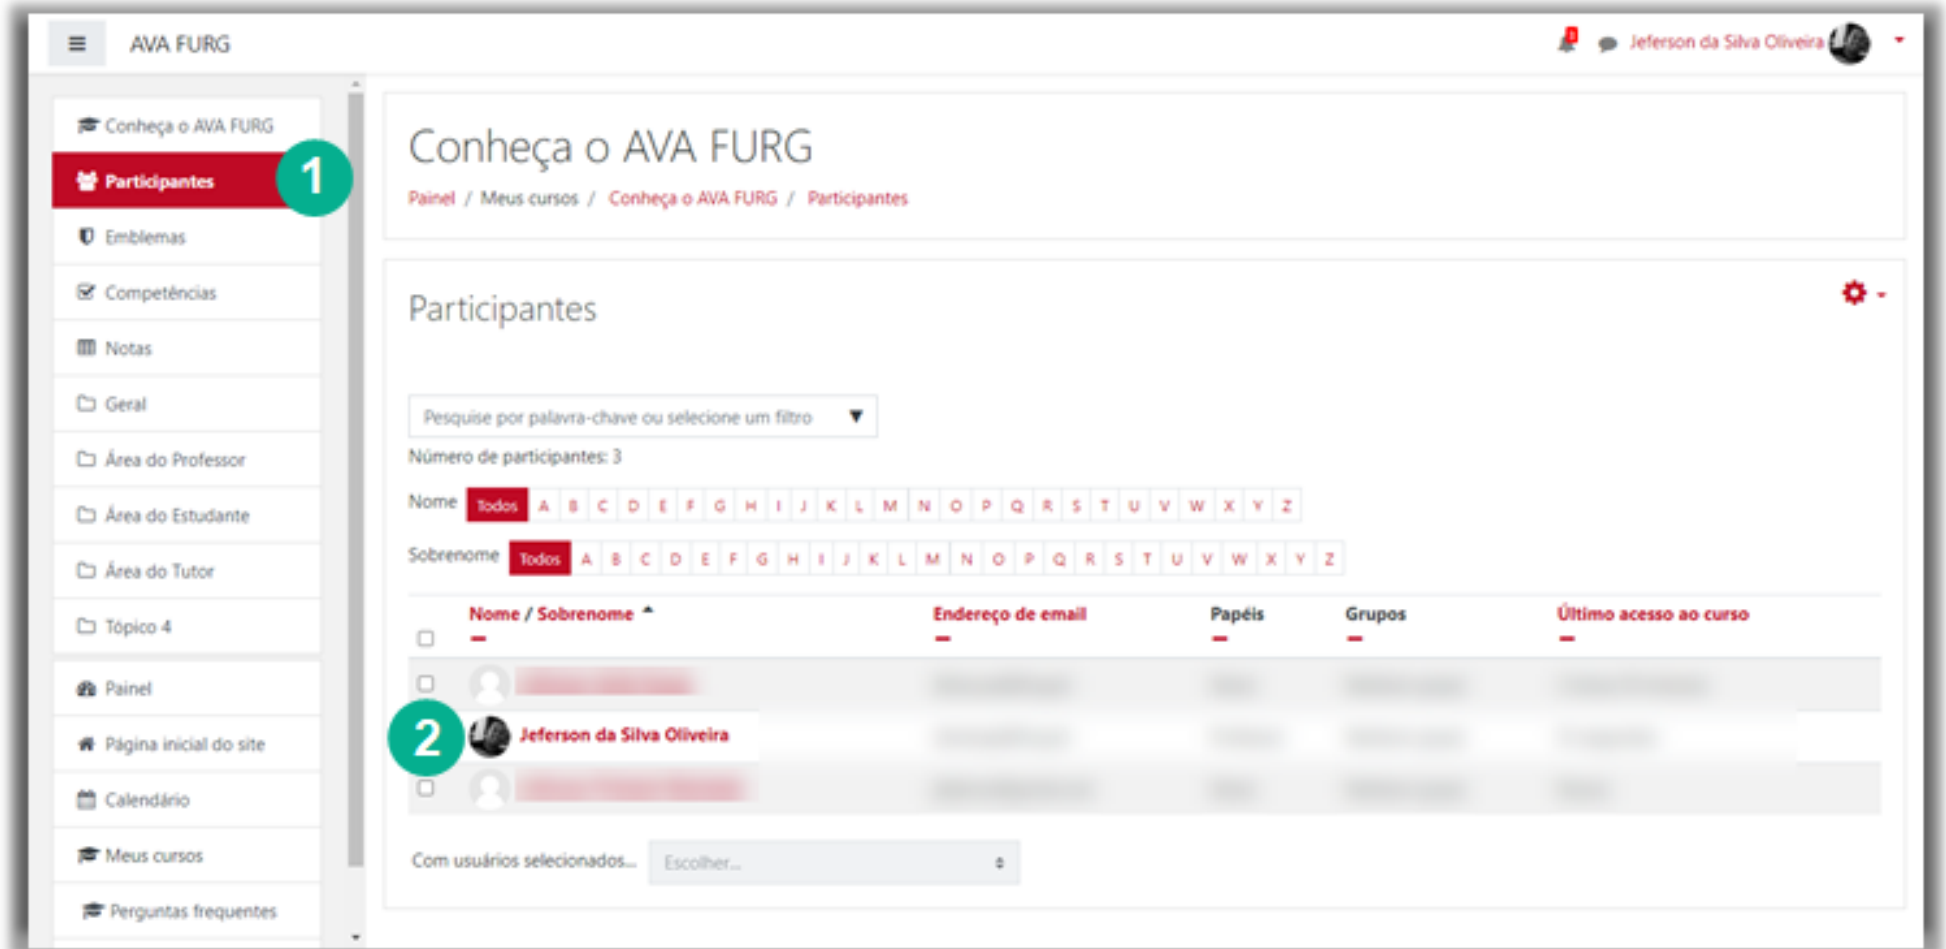 AVA FURG
3
Jeferson da Silva Oliveira
Conheça o AVA FURG
Participantes
1
Emblemas
Competências
Notas
Geral
Área do Professor
Área do Estudante
Área do Tutor
Tópico 4
Painel
Página inicial do site
Calendário
Meus cursos
Perguntas frequentes
Conheça o AVA FURG
Painel / Meus cursos / Conheça o AVA FURG / Participantes
Participantes
Pesquise por palavra-chave ou selecione um filtro ▼
Número de participantes: 3
Nome Todos A B C D E F G H I J K L M N O P Q R S T U V W X Y Z
Sobrenome Todos A B C D E F G H I J K L M N O P Q R S T U V W X Y Z
Nome / Sobrenome Endereço de email Papéis Grupos Último acesso ao curso
2 Jeferson da Silva Oliveira
Com usuários selecionados... Escolher...